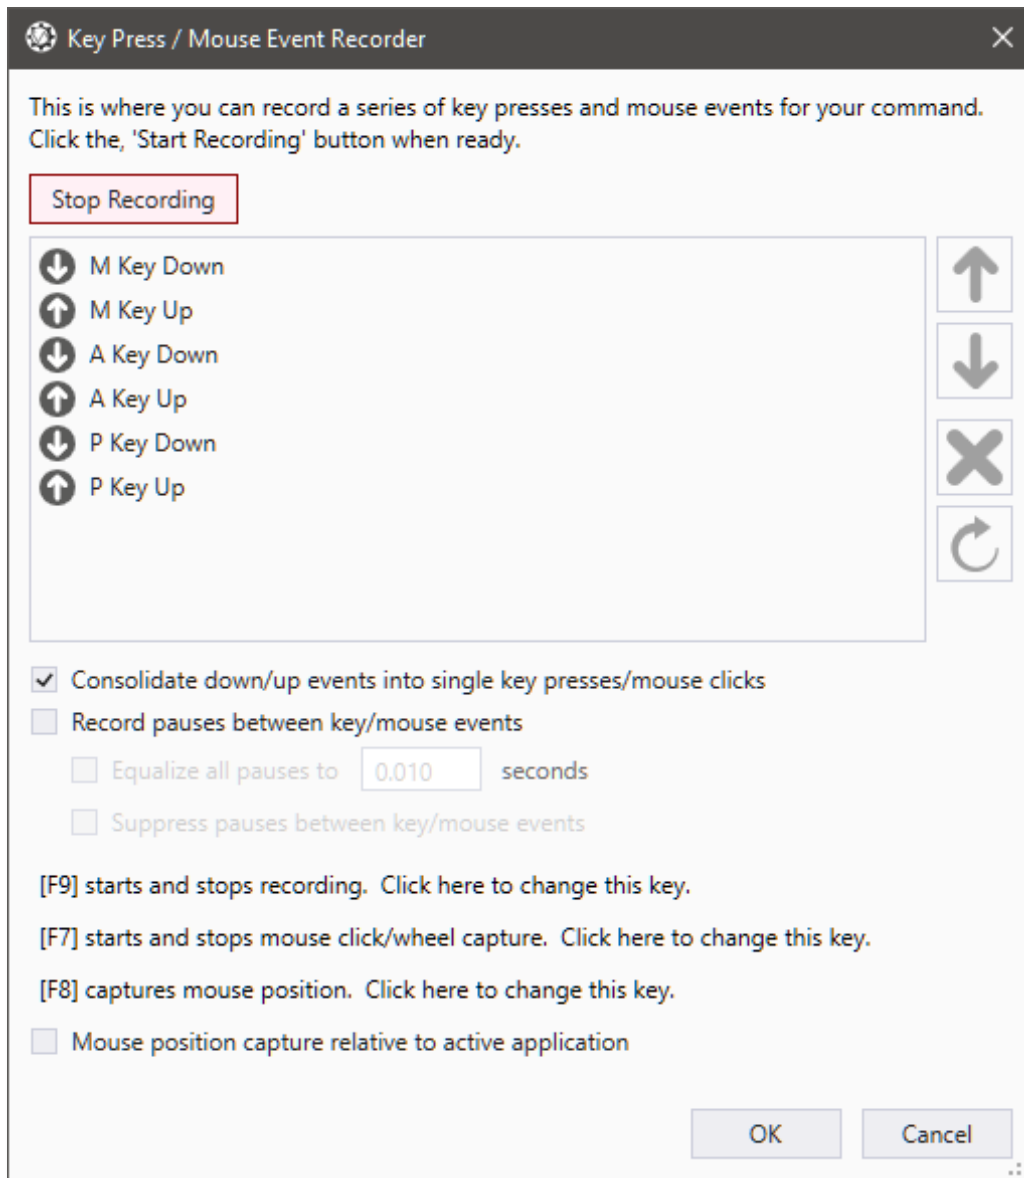 Key Press / Mouse Event Recorder
This is where you can record a series of key presses and mouse events for your command.
Click the, 'Start Recording' button when ready.
Stop Recording
M Key Down
M Key Up
A Key Down
A Key Up
P Key Down
P Key Up
Consolidate down/up events into single key presses/mouse clicks
Record pauses between key/mouse events
Equalize all pauses to 0.010 seconds
Suppress pauses between key/mouse events
[F9] starts and stops recording.  Click here to change this key.
[F7] starts and stops mouse click/wheel capture.  Click here to change this key.
[F8] captures mouse position.  Click here to change this key.
Mouse position capture relative to active application
OK Cancel